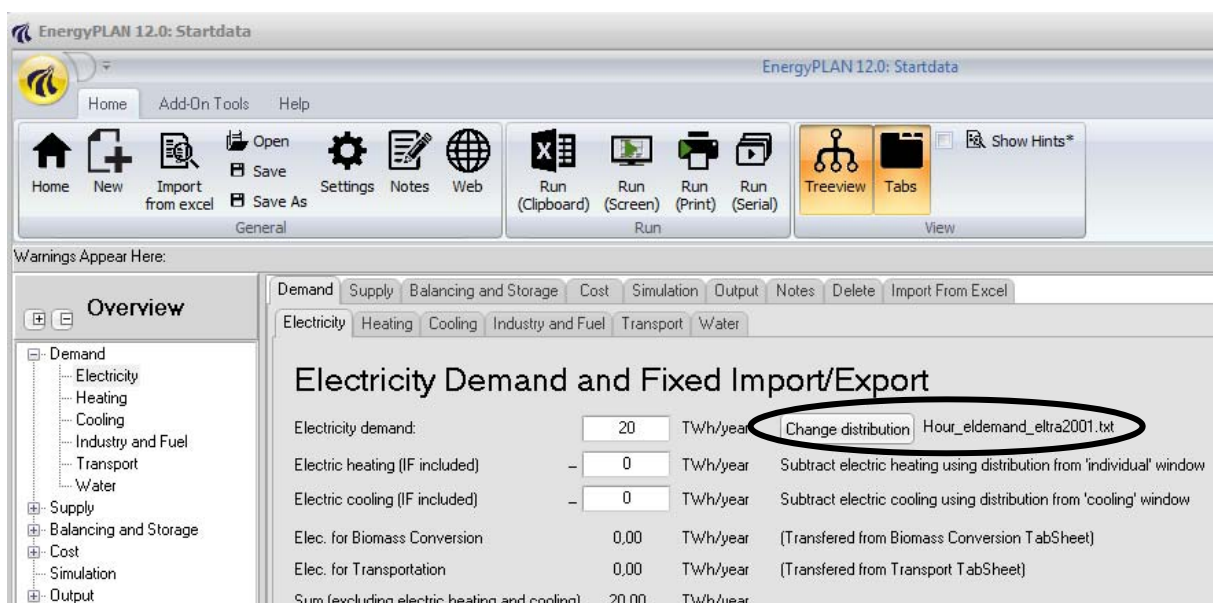 EnergyPLAN 12.0: Startdata
EnergyPLAN 12.0: Startdata
Home Add-On Tools Help
Home
New
Import
from excel
Open
Save
Save As
Settings
Notes
Web
General
Run
(Clipboard)
Run
(Screen)
Run
(Print)
Run
(Serial)
Run
Treeview
Tabs
Show Hints*
View
Warnings Appear Here:
Overview
Demand
Electricity
Heating
Cooling
Industry and Fuel
Transport
Water
Supply
Balancing and Storage
Cost
Simulation
Output
Demand Supply Balancing and Storage Cost Simulation Output Notes Delete Import From Excel
Electricity Heating Cooling Industry and Fuel Transport Water
Electricity Demand and Fixed Import/Export
Electricity demand: 20 TWh/year Change distribution Hour_eldemand_eltra2001.txt
Electric heating (IF included) − 0 TWh/year Subtract electric heating using distribution from 'individual' window
Electric cooling (IF included) − 0 TWh/year Subtract electric cooling using distribution from 'cooling' window
Elec. for Biomass Conversion 0,00 TWh/year (Transfered from Biomass Conversion TabSheet)
Elec. for Transportation 0,00 TWh/year (Transfered from Transport TabSheet)
Sum (excluding electric heating and cooling) 20,00 TWh/year